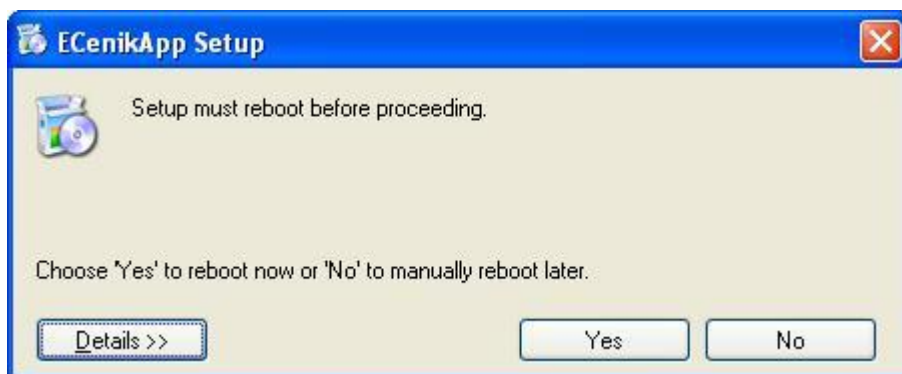 ECenikApp Setup
Setup must reboot before proceeding.
Choose 'Yes' to reboot now or 'No' to manually reboot later.
Details >>
Yes
No